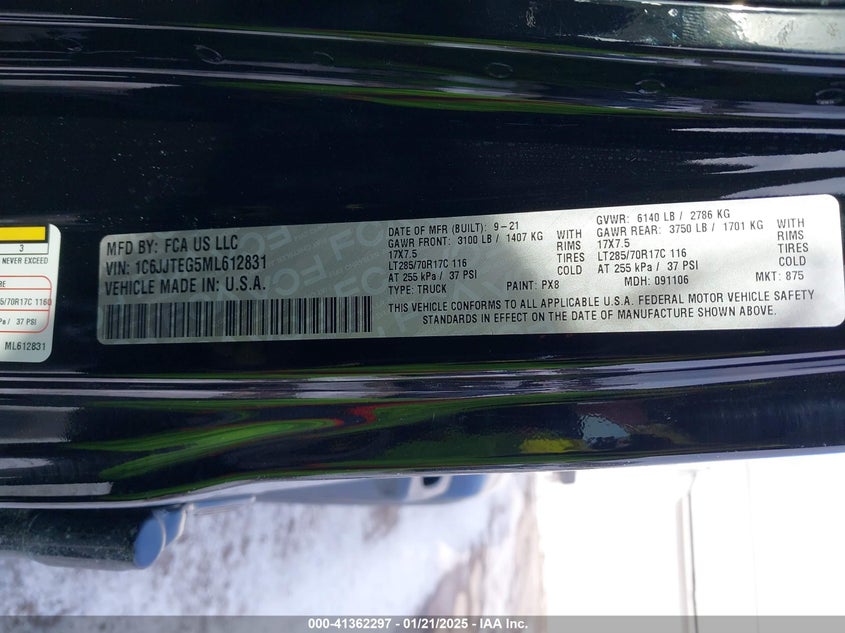 3
RE
5/70R17C 116
Pa / 37 PSI
ML612831
MFD BY: FCA US LLC
VIN: 1C6JJTEG5ML612831
VEHICLE MADE IN: U.S.A.
DATE OF MFR (BUILT): 9-21
GAWR FRONT: 3100 LB / 1407 KG WITH
17X7.5 RIMS
LT285/70R17C 116 TIRES
AT 255 kPa / 37 PSI COLD
TYPE: TRUCK PAINT: PX8
GVWR: 6140 LB / 2786 KG
GAWR REAR: 3750 LB / 1701 KG WITH
17X7.5 RIMS
LT285/70R17C 116 TIRES
AT 255 kPa / 37 PSI COLD
MDH: 091106 MKT: 875
THIS VEHICLE CONFORMS TO ALL APPLICABLE U.S.A. FEDERAL MOTOR VEHICLE SAFETY
STANDARDS IN EFFECT ON THE DATE OF MANUFACTURE SHOWN ABOVE.
000-41362297 - 01/21/2025 - IAA Inc.